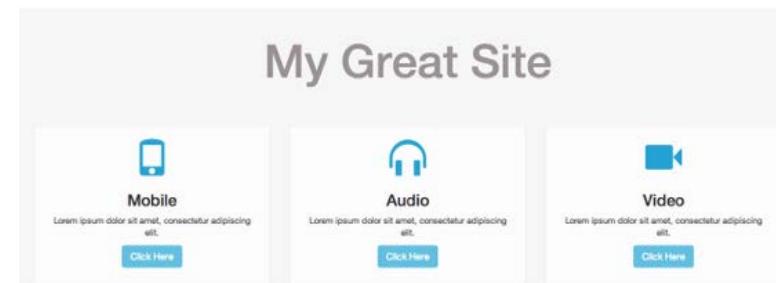 My Great Site
Mobile
Lorem ipsum dolor sit amet, consectetur adipiscing
elit.
Click Here
Audio
Lorem ipsum dolor sit amet, consectetur adipiscing
elit.
Click Here
Video
Lorem ipsum dolor sit amet, consectetur adipiscing
elit.
Click Here